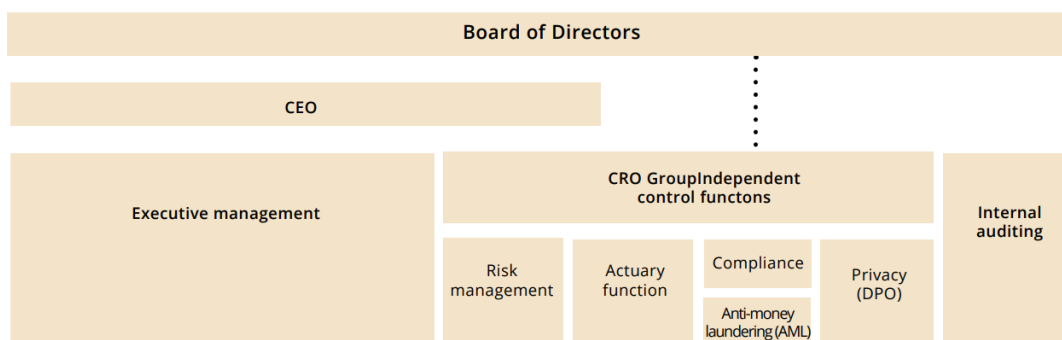 Board of Directors
CEO
Executive management
CRO GroupIndependent
control functons
Internal
auditing
Risk
management
Actuary
function
Compliance
Anti-money
laundering (AML)
Privacy
(DPO)